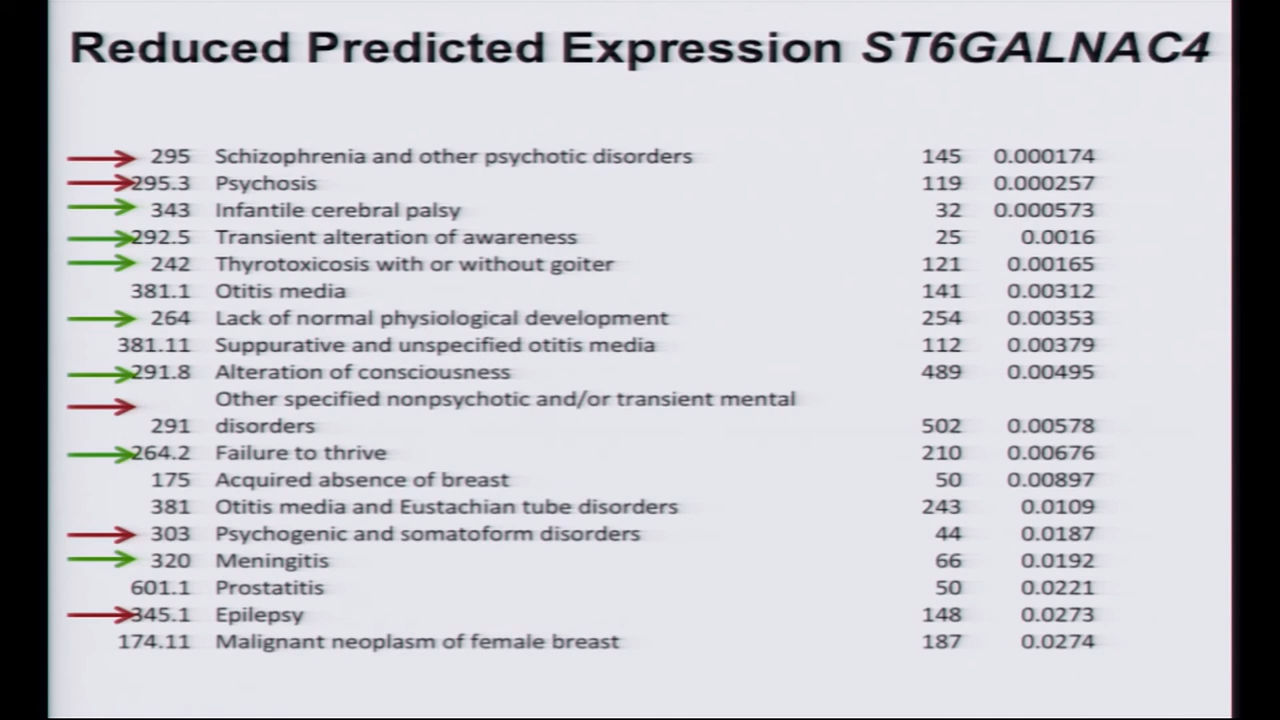 Reduced Predicted Expression ST6GALNAC4
295 Schizophrenia and other psychotic disorders 145 0.000174
295.3 Psychosis 119 0.000257
343 Infantile cerebral palsy 32 0.000573
292.5 Transient alteration of awareness 25 0.0016
242 Thyrotoxicosis with or without goiter 121 0.00165
381.1 Otitis media 141 0.00312
264 Lack of normal physiological development 254 0.00353
381.11 Suppurative and unspecified otitis media 112 0.00379
291.8 Alteration of consciousness 489 0.00495
Other specified nonpsychotic and/or transient mental
291 disorders 502 0.00578
264.2 Failure to thrive 210 0.00676
175 Acquired absence of breast 50 0.00897
381 Otitis media and Eustachian tube disorders 243 0.0109
303 Psychogenic and somatoform disorders 44 0.0187
320 Meningitis 66 0.0192
601.1 Prostatitis 50 0.0221
345.1 Epilepsy 148 0.0273
174.11 Malignant neoplasm of female breast 187 0.0274